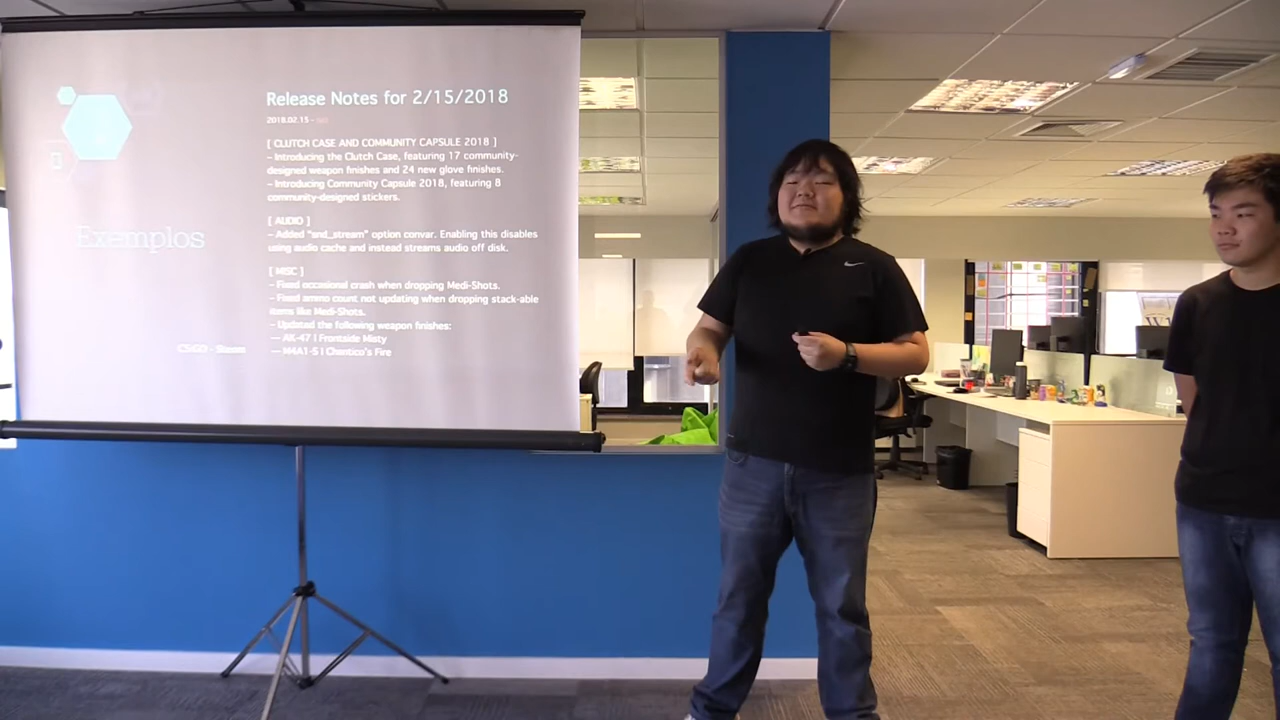 Release Notes for 2/15/2018
2018.02.15 -
[ CLUTCH CASE AND COMMUNITY CAPSULE 2018 ]
– Introducing the Clutch Case, featuring 17 community-
designed weapon finishes and 24 new glove finishes.
– Introducing Community Capsule 2018, featuring 8
community-designed stickers.
[ AUDIO ]
– Added "snd_stream" option convar. Enabling this disables
using audio cache and instead streams audio off disk.
[ MISC ]
– Fixed occasional crash when dropping Medi-Shots.
– Fixed ammo count not updating when dropping stack-able
items like Medi-Shots.
– Updated the following weapon finishes:
— AK-47 | Frontside Misty
— M4A1-S | Chantico's Fire
Exemplos
CS:GO - Steam